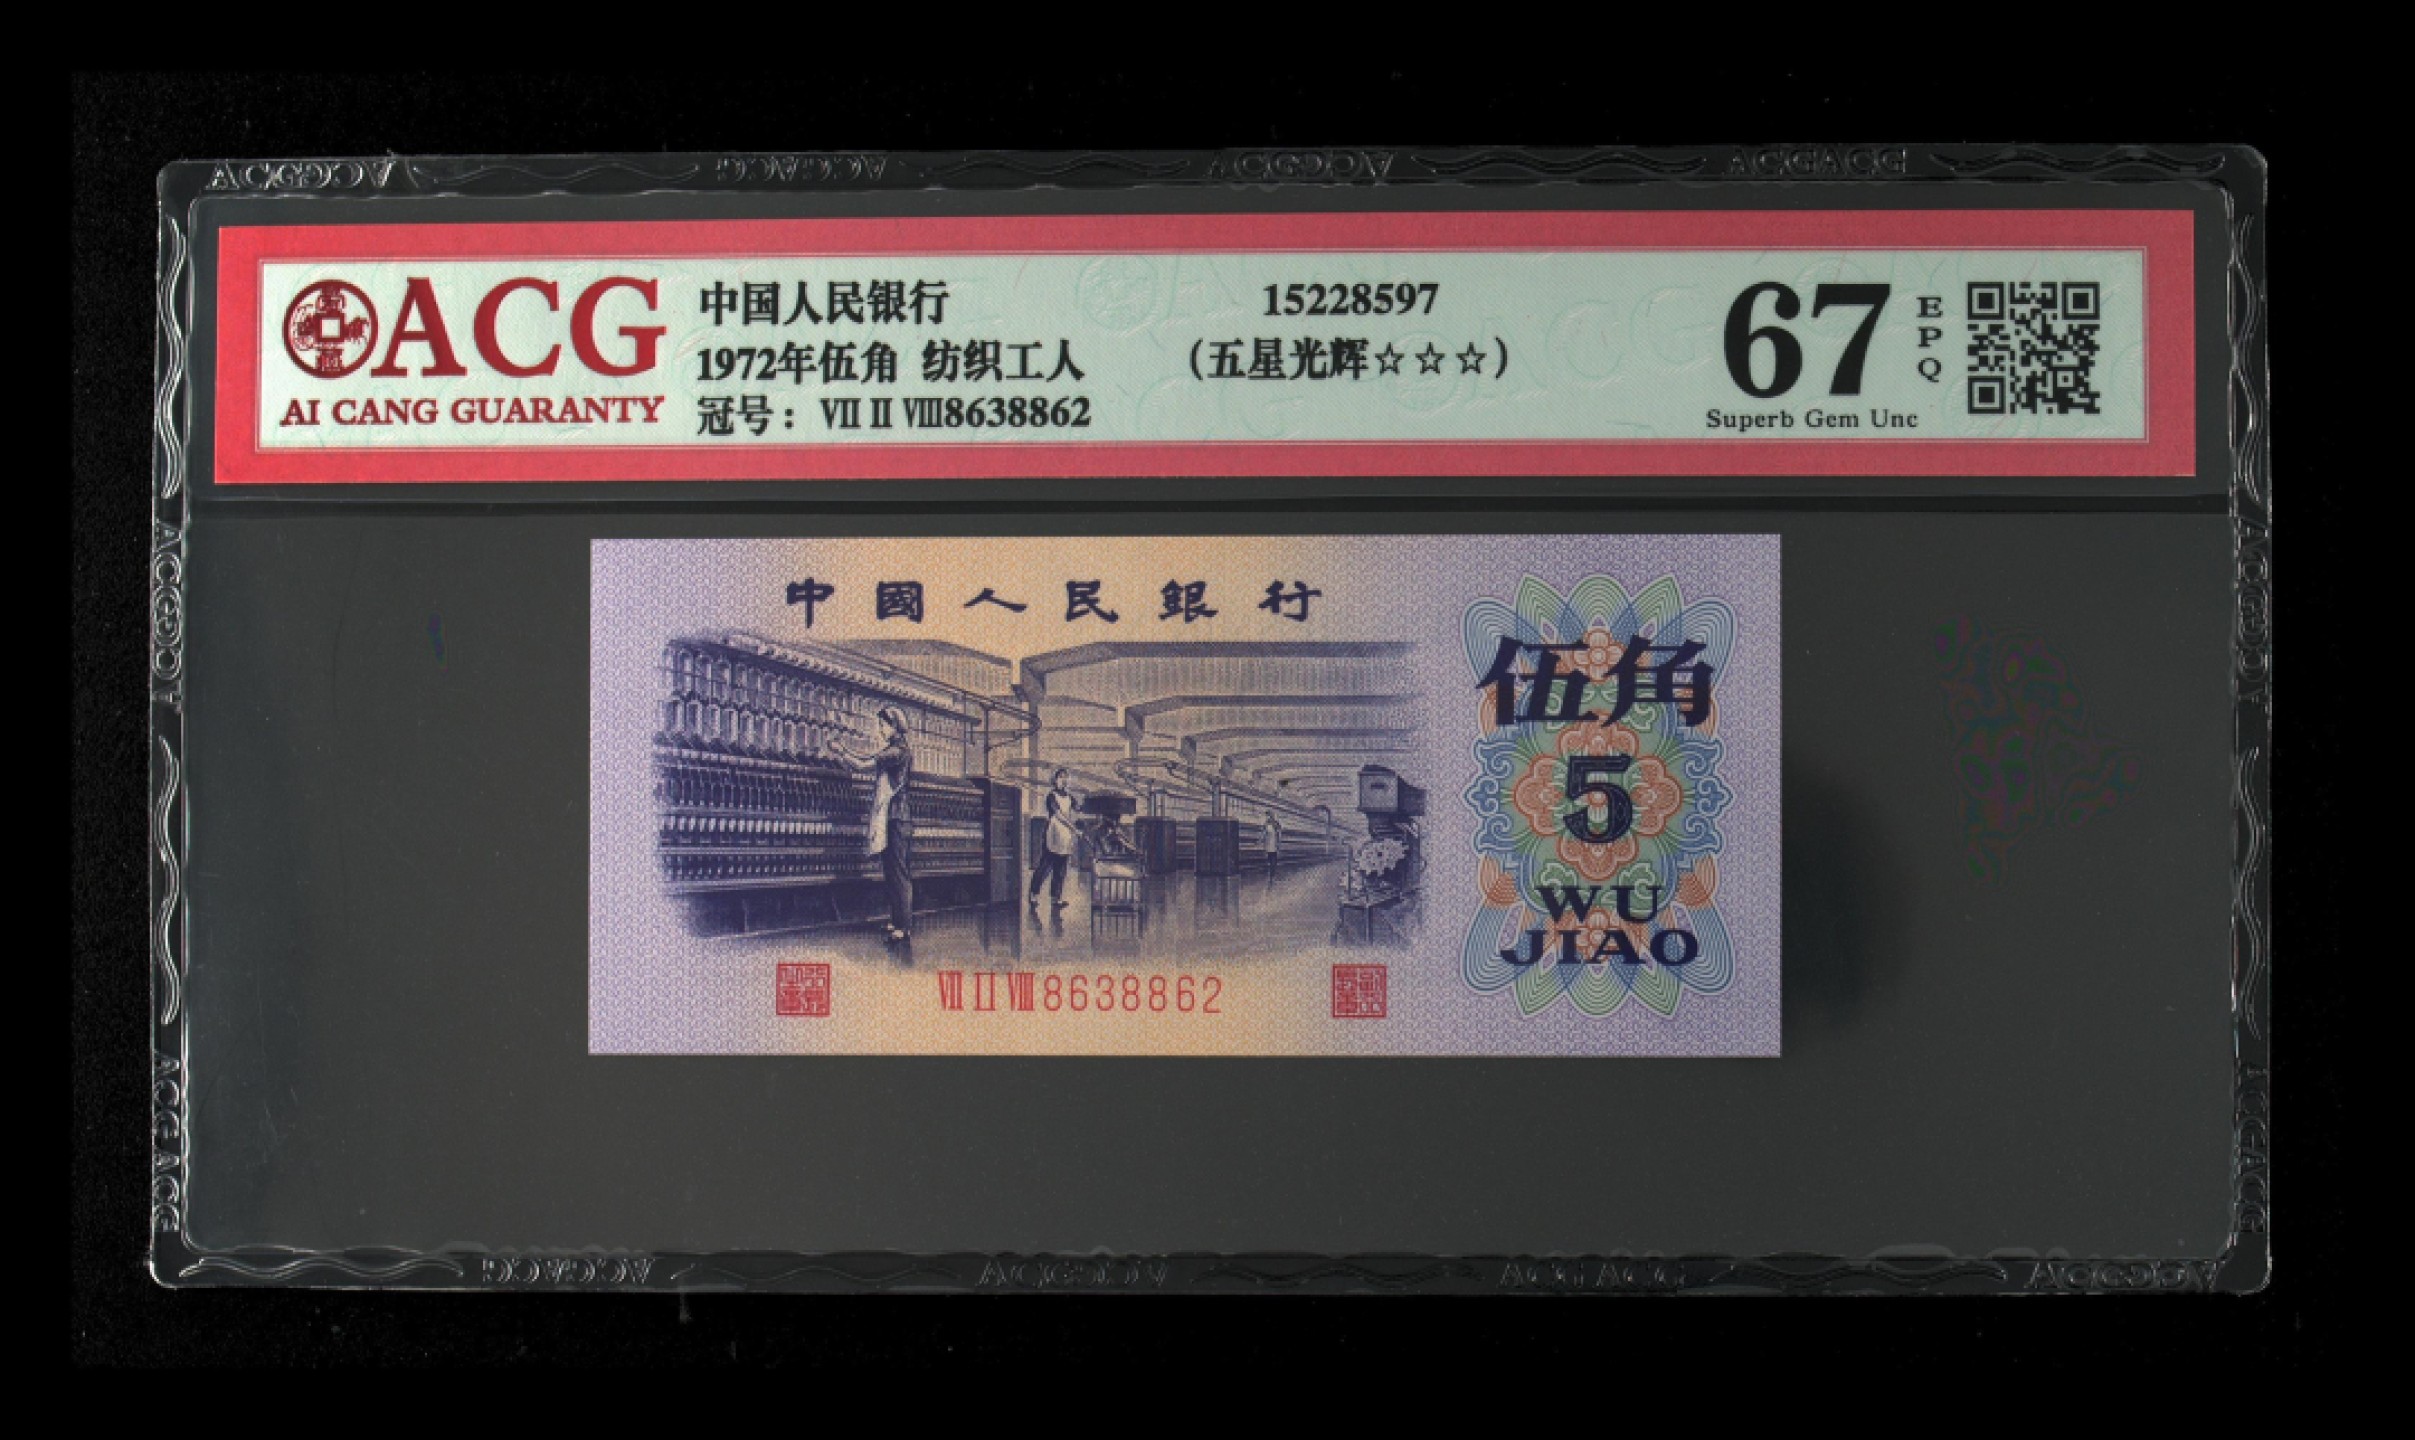 ACG
AI CANG GUARANTY
中国人民银行
1972年伍角 纺织工人
冠号：ⅦⅡⅧ8638862
15228597
（五星光辉☆☆☆）
67
EPQ
Superb Gem Unc
中國人民銀行
伍角
5
WU
JIAO
ⅦⅡⅧ8638862